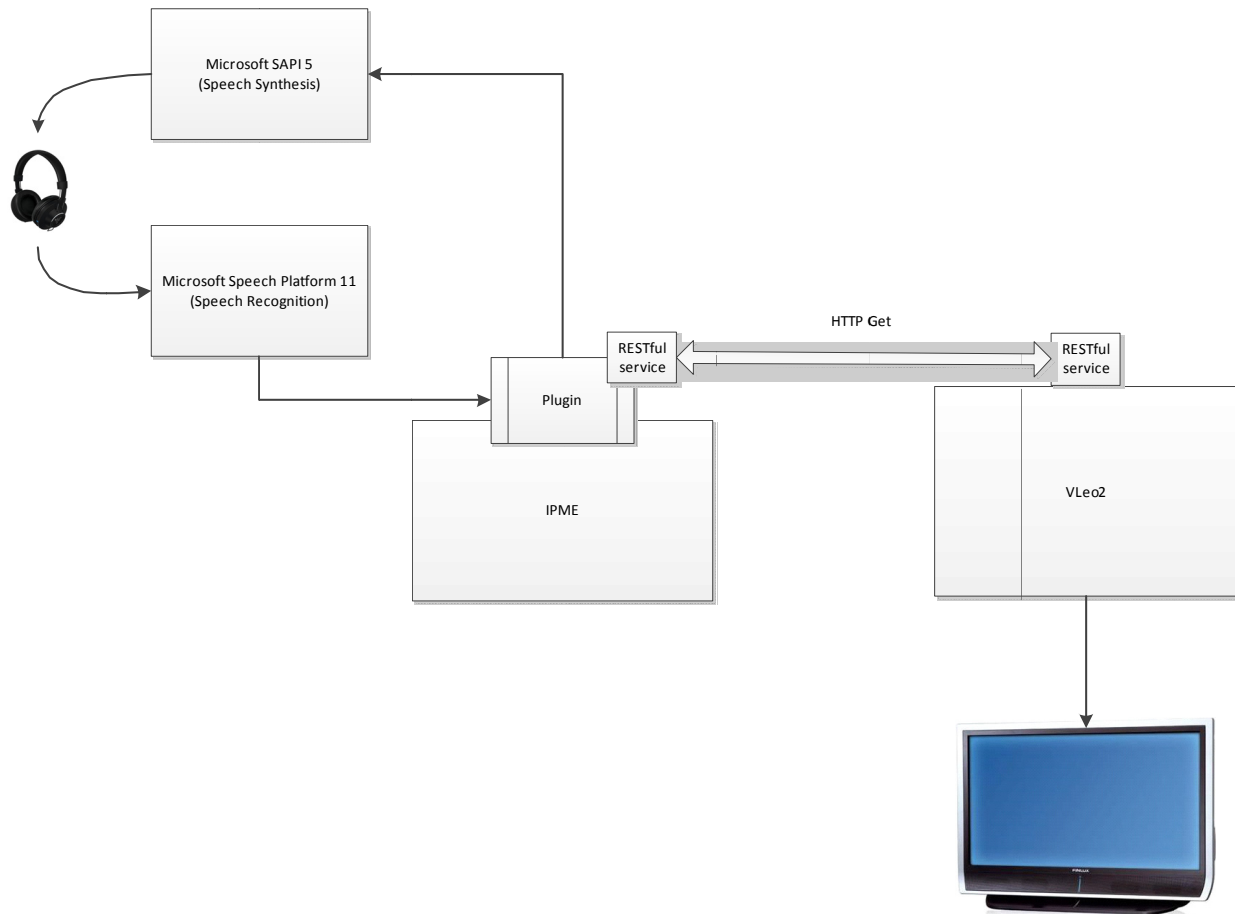 Microsoft SAPI 5
(Speech Synthesis)
Microsoft Speech Platform 11
(Speech Recognition)
HTTP Get
RESTful
service
RESTful
service
Plugin
IPME
VLeo2